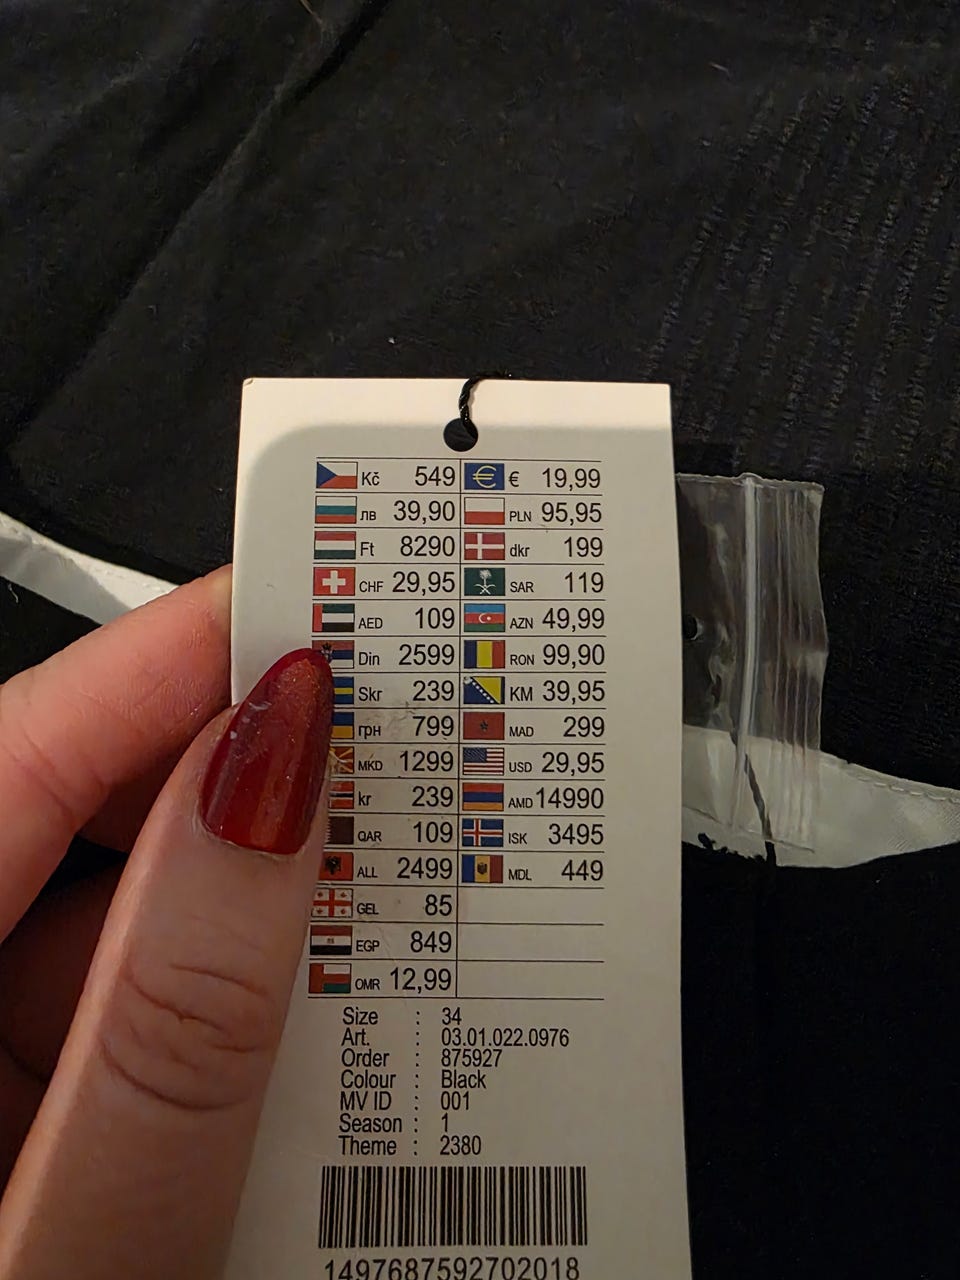 Kč 549 € 19,99
лв 39,90 PLN 95,95
Ft 8290 dkr 199
CHF 29,95 SAR 119
AED 109 AZN 49,99
Din 2599 RON 99,90
Skr 239 KM 39,95
грн 799 MAD 299
MKD 1299 USD 29,95
kr 239 AMD 14990
QAR 109 ISK 3495
ALL 2499 MDL 449
GEL 85
EGP 849
OMR 12,99
Size : 34
Art. : 03.01.022.0976
Order : 875927
Colour : Black
MV ID : 001
Season : 1
Theme : 2380
1497687592702018